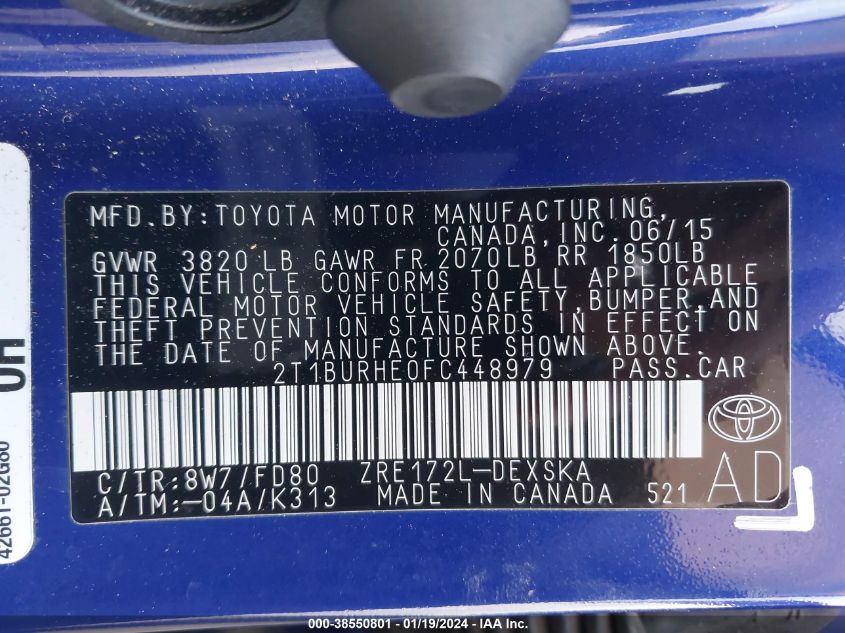 MFD.BY:TOYOTA MOTOR MANUFACTURING,
CANADA,INC. 06/15
GVWR 3820 LB GAWR FR 2070LB RR 1850LB
THIS VEHICLE CONFORMS TO ALL APPLICABLE
FEDERAL MOTOR VEHICLE SAFETY,BUMPER,AND
THEFT PREVENTION STANDARDS IN EFFECT ON
THE DATE OF MANUFACTURE SHOWN ABOVE.
2T1BURHE0FC448979 PASS.CAR
C/TR:8W7/FD80 ZRE172L-DEXSKA
A/TM:-04A/K313 MADE IN CANADA 521
AD
42661-02G80
000-38550801 - 01/19/2024 - IAA Inc.